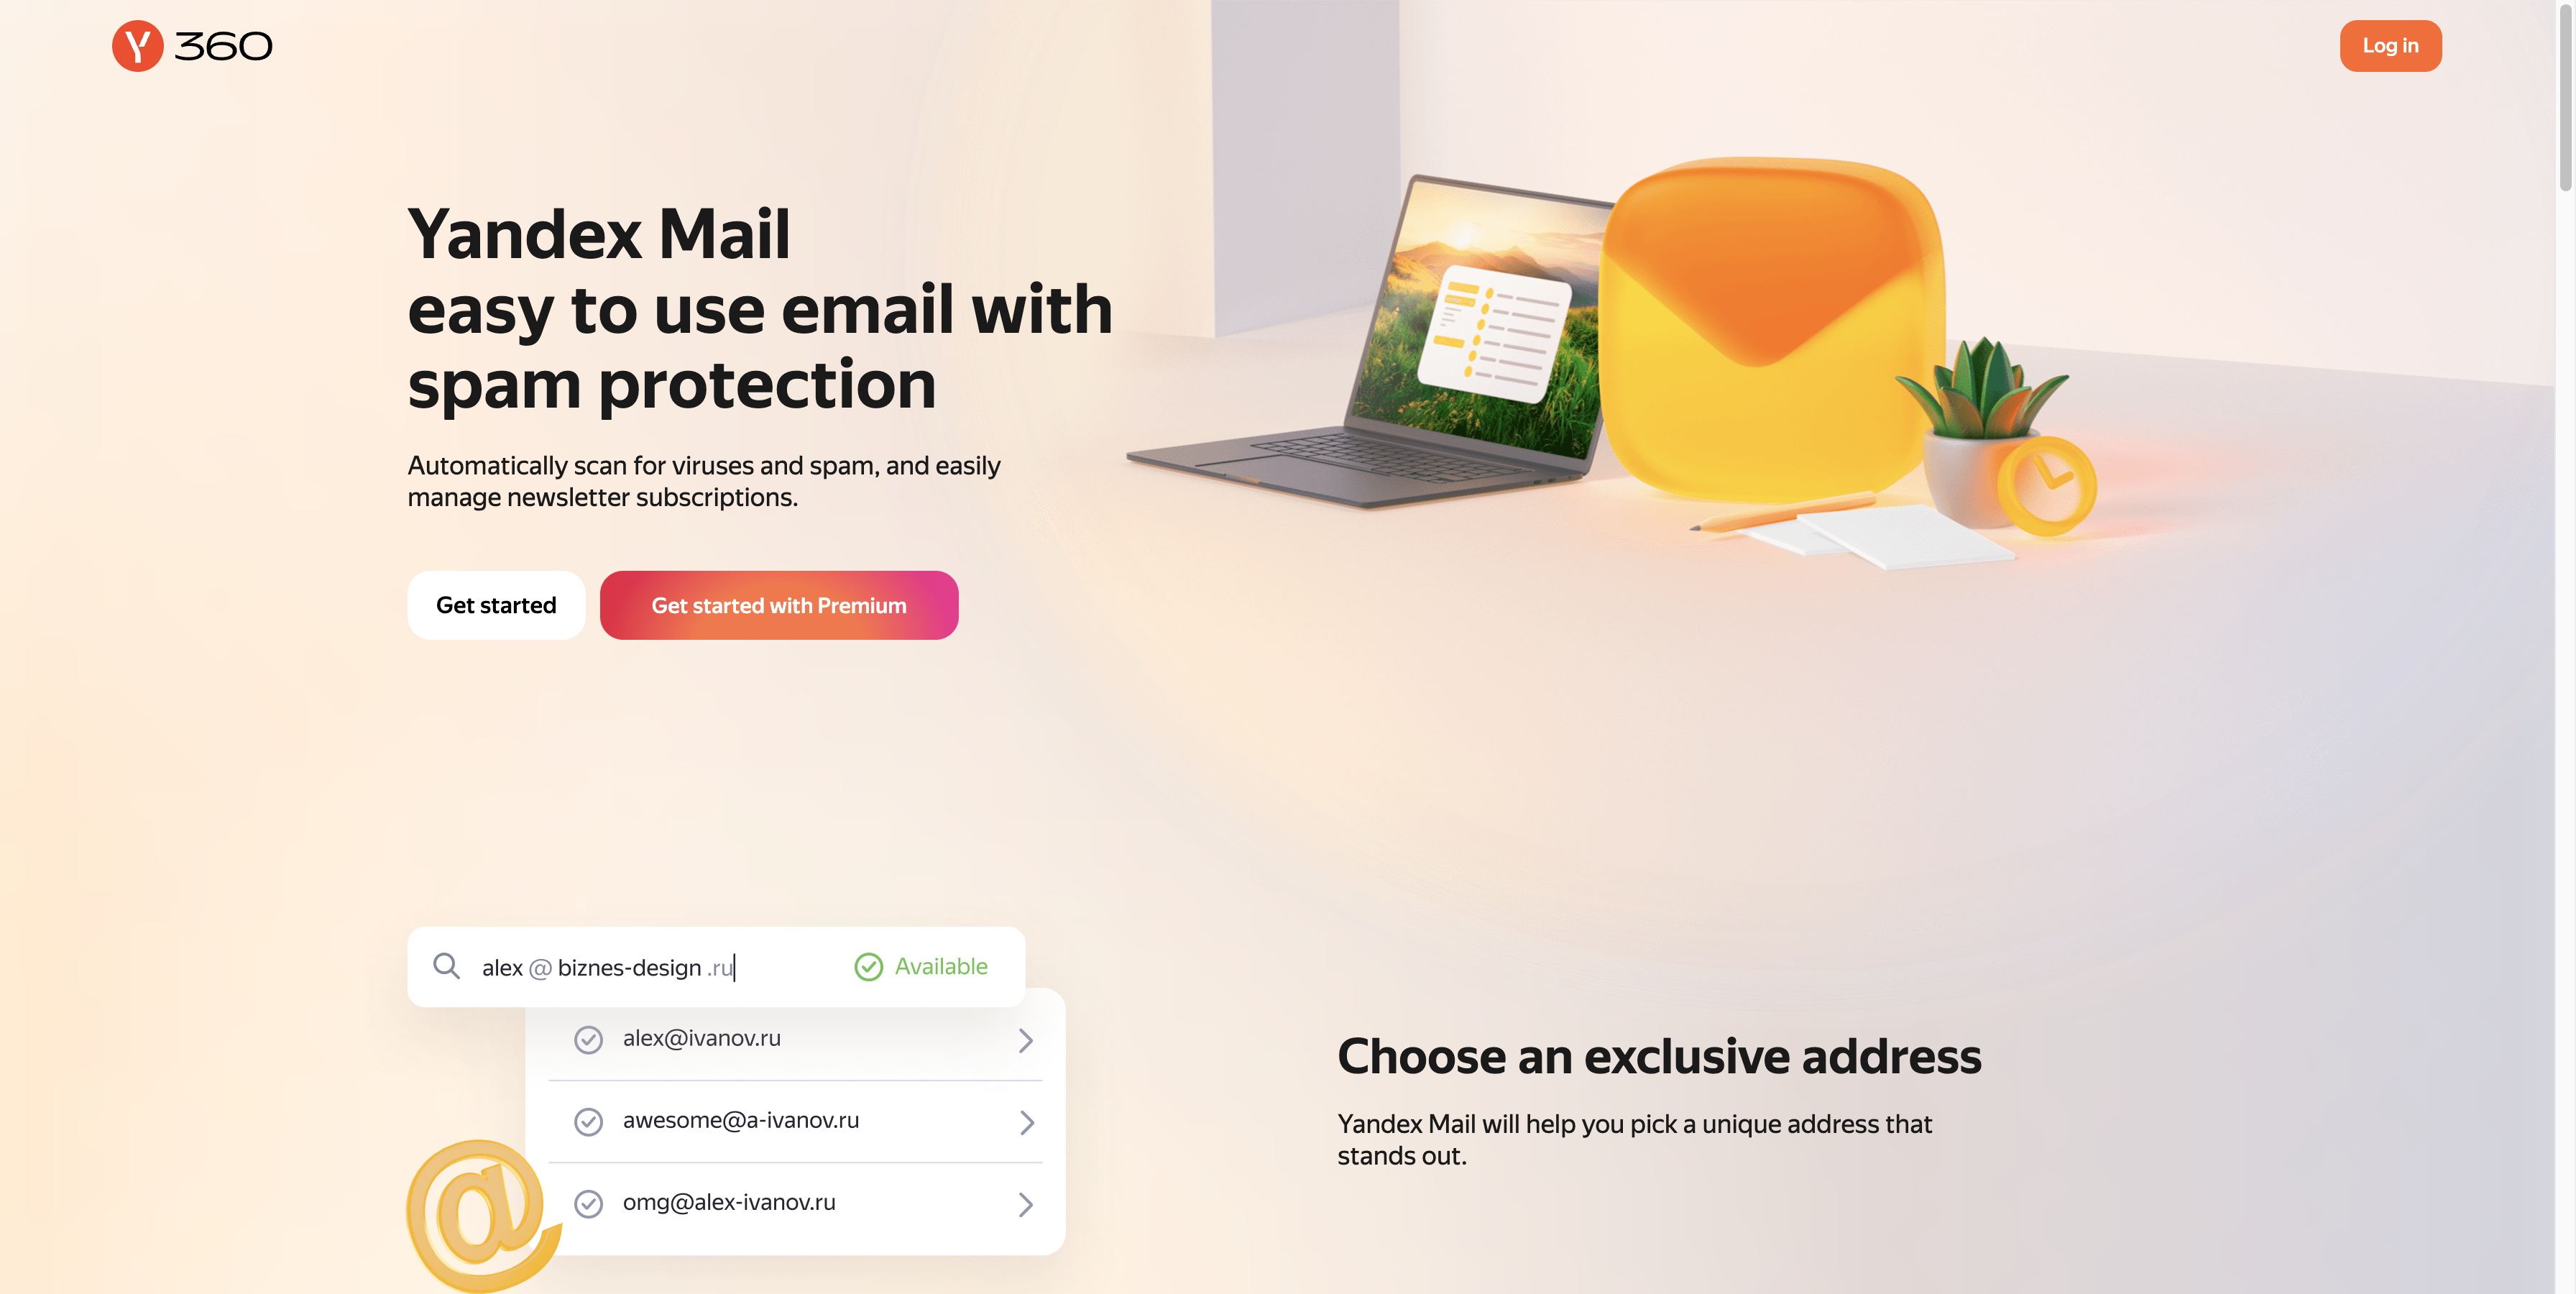 Y 360
Log in
Yandex Mail
easy to use email with
spam protection
Automatically scan for viruses and spam, and easily
manage newsletter subscriptions.
Get started
Get started with Premium
alex @ biznes-design .ru
Available
alex@ivanov.ru
awesome@a-ivanov.ru
omg@alex-ivanov.ru
@
Choose an exclusive address
Yandex Mail will help you pick a unique address that
stands out.